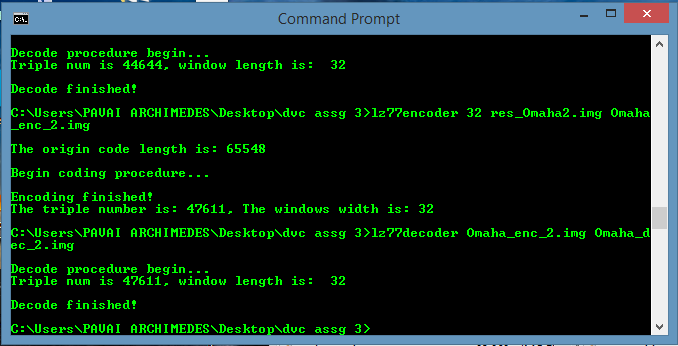 Command Prompt
Decode procedure begin...
Triple num is 44644, window length is:  32
Decode finished!
C:\Users\PAVAI ARCHIMEDES\Desktop\dvc assg 3>lz77encoder 32 res_Omaha2.img Omaha
_enc_2.img
The origin code length is: 65548
Begin coding procedure...
Encoding finished!
The triple number is: 47611, The windows width is: 32
C:\Users\PAVAI ARCHIMEDES\Desktop\dvc assg 3>lz77decoder Omaha_enc_2.img Omaha_d
ec_2.img
Decode procedure begin...
Triple num is 47611, window length is:  32
Decode finished!
C:\Users\PAVAI ARCHIMEDES\Desktop\dvc assg 3>